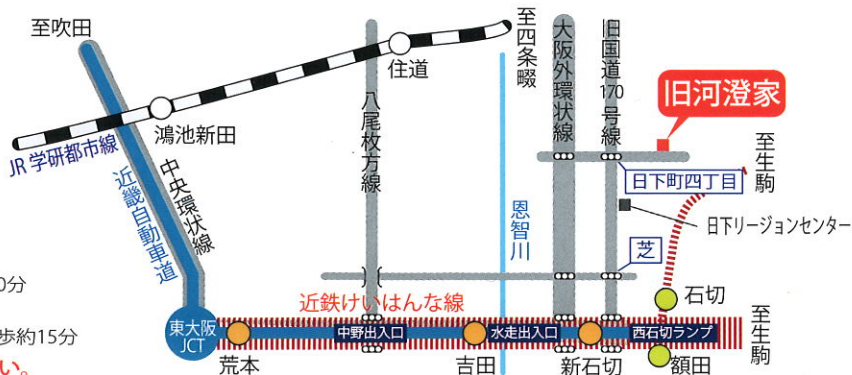 至吹田
住道
至四条畷
大阪外環状線
旧国道170号線
旧河澄家
八尾枚方線
鴻池新田
JR学研都市線
近畿自動車道
中央環状線
至生駒
日下町四丁目
恩智川
日下リージョンセンター
芝
0分
近鉄けいはんな線
石切
歩約15分
東大阪
JCT
中野出入口
水走出入口
西石切ランプ
至生駒
い。
荒本
吉田
新石切
額田